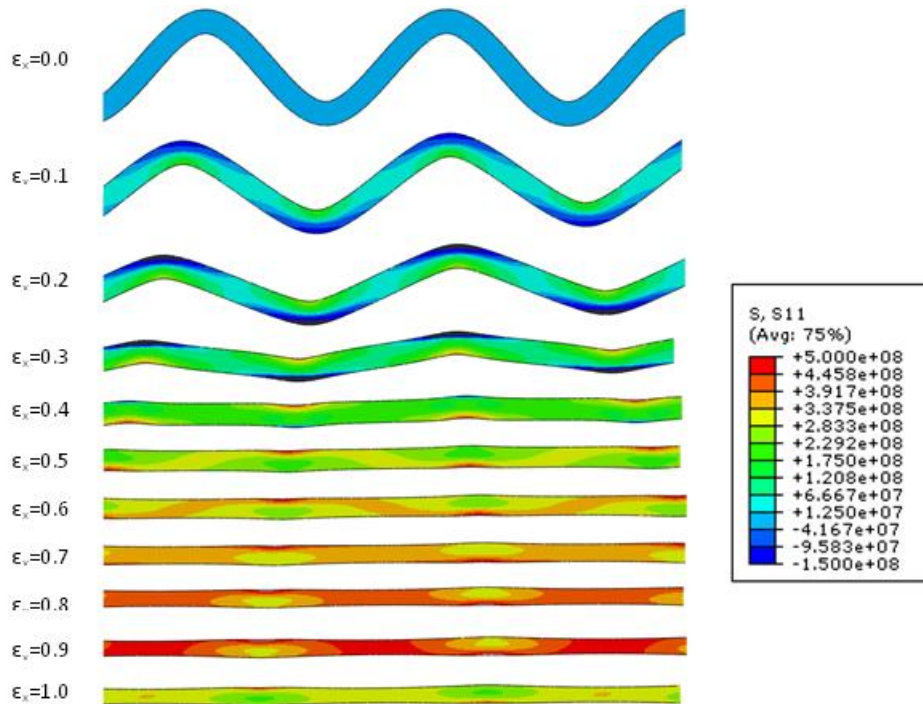 εₓ=0.0
εₓ=0.1
εₓ=0.2
εₓ=0.3
εₓ=0.4
εₓ=0.5
εₓ=0.6
εₓ=0.7
εₓ=0.8
εₓ=0.9
εₓ=1.0
S, S11
(Avg: 75%)
+5.000e+08
+4.458e+08
+3.917e+08
+3.375e+08
+2.833e+08
+2.292e+08
+1.750e+08
+1.208e+08
+6.667e+07
+1.250e+07
-4.167e+07
-9.583e+07
-1.500e+08